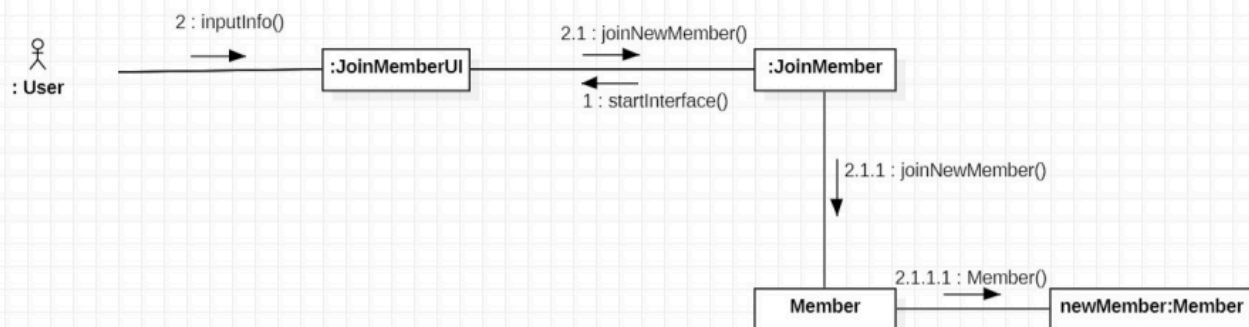 2 : inputInfo()
2.1 : joinNewMember()
: User
:JoinMemberUI
:JoinMember
1 : startInterface()
2.1.1 : joinNewMember()
2.1.1.1 : Member()
Member
newMember:Member